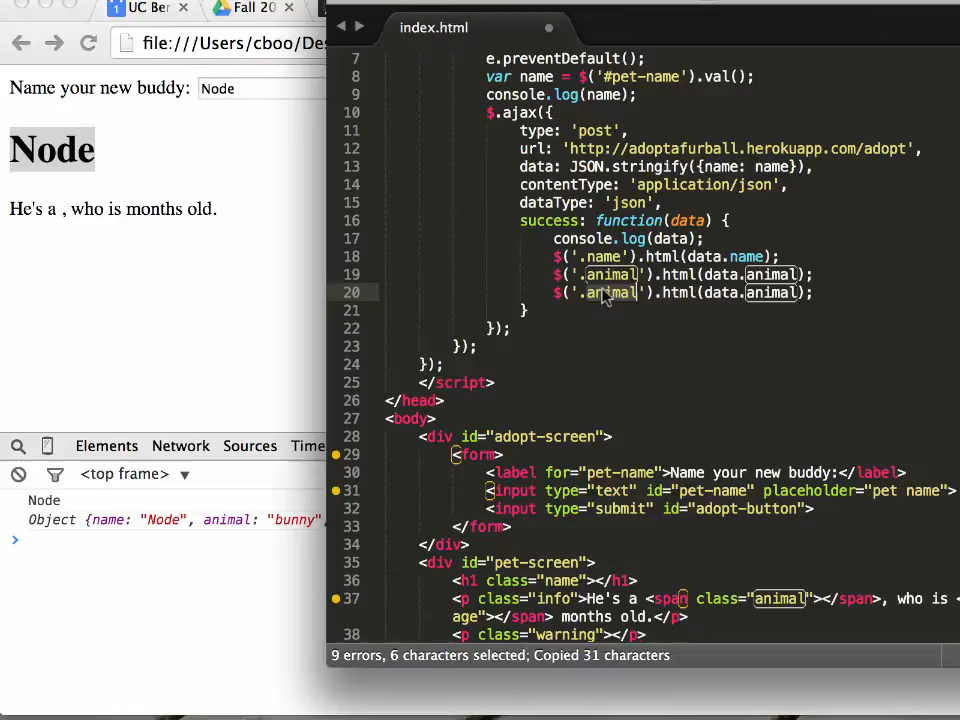 UC Ber
Fall 20
file:///Users/cboo/Des
Name your new buddy: Node
Node
He's a , who is months old.
Elements Network Sources Time
<top frame>
Node
Object {name: "Node", animal: "bunny",
index.html
7 e.preventDefault();
8 var name = $('#pet-name').val();
9 console.log(name);
10 $.ajax({
11 type: 'post',
12 url: 'http://adoptafurball.herokuapp.com/adopt',
13 data: JSON.stringify({name: name}),
14 contentType: 'application/json',
15 dataType: 'json',
16 success: function(data) {
17 console.log(data);
18 $('.name').html(data.name);
19 $('.animal').html(data.animal);
20 $('.animal').html(data.animal);
21 }
22 });
23 });
24 });
25 </script>
26 </head>
27 <body>
28 <div id="adopt-screen">
29 <form>
30 <label for="pet-name">Name your new buddy:</label>
31 <input type="text" id="pet-name" placeholder="pet name">
32 <input type="submit" id="adopt-button">
33 </form>
34 </div>
35 <div id="pet-screen">
36 <h1 class="name"></h1>
37 <p class="info">He's a <span class="animal"></span>, who is <
age"></span> months old.</p>
38 <p class="warning"></p>
9 errors, 6 characters selected; Copied 31 characters